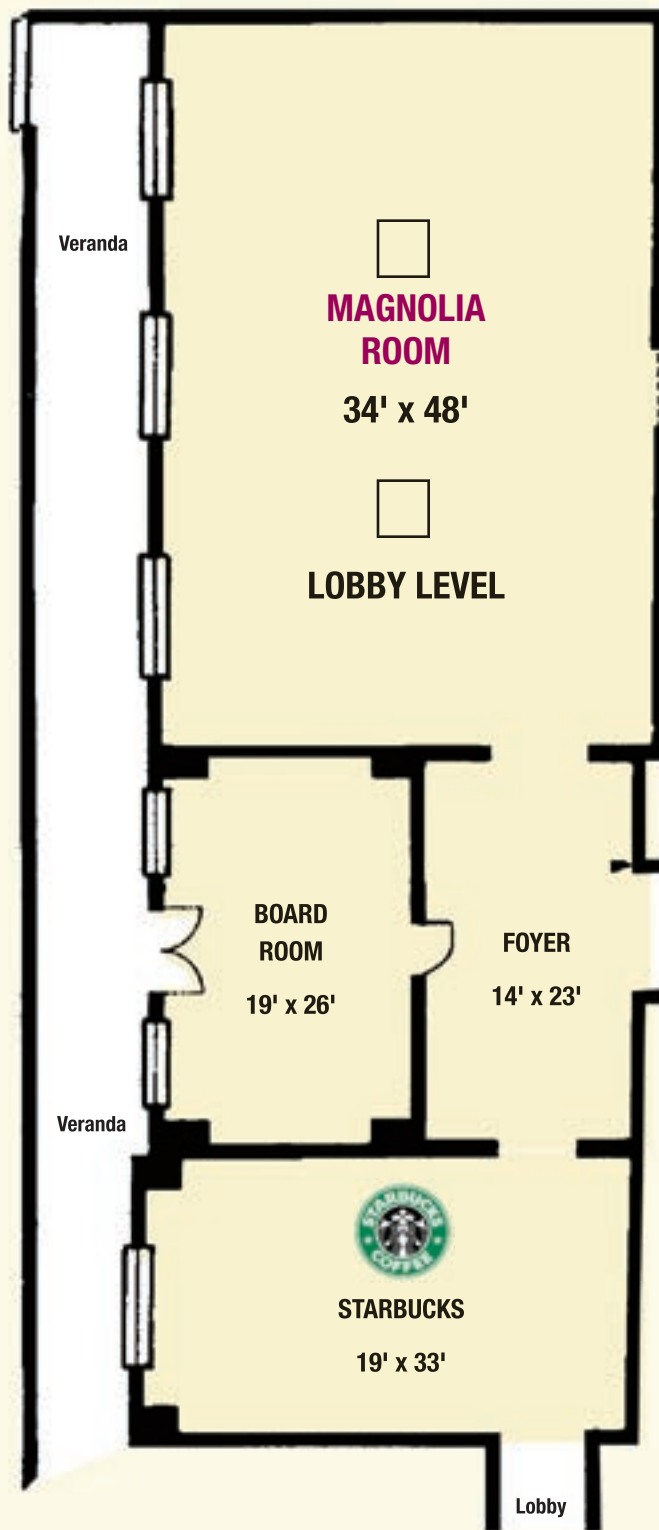 Veranda
MAGNOLIA
ROOM
34' x 48'
LOBBY LEVEL
BOARD
ROOM
19' x 26'
FOYER
14' x 23'
Veranda
STARBUCKS
COFFEE
STARBUCKS
19' x 33'
Lobby